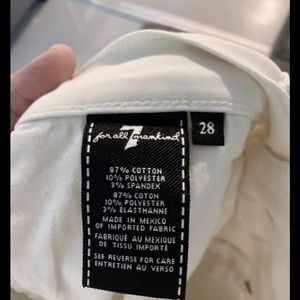 7
for all mankind
28
87% COTTON
10% POLYESTER
3% SPANDEX
87% COTON
10% POLYESTER
3% ÉLASTHANNE
MADE IN MEXICO
OF IMPORTED FABRIC
FABRIQUÉ AU MEXIQUE
DE TISSU IMPORTÉ
SEE REVERSE FOR CARE
ENTRETIEN AU VERSO